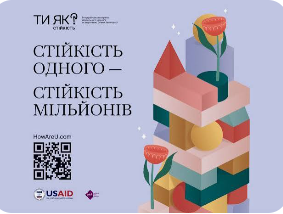 ТИ ЯК?
СТІЙКІСТЬ
СТІЙКІСТЬ
ОДНОГО —
СТІЙКІСТЬ
МІЛЬЙОНІВ
HowAreU.com
USAID